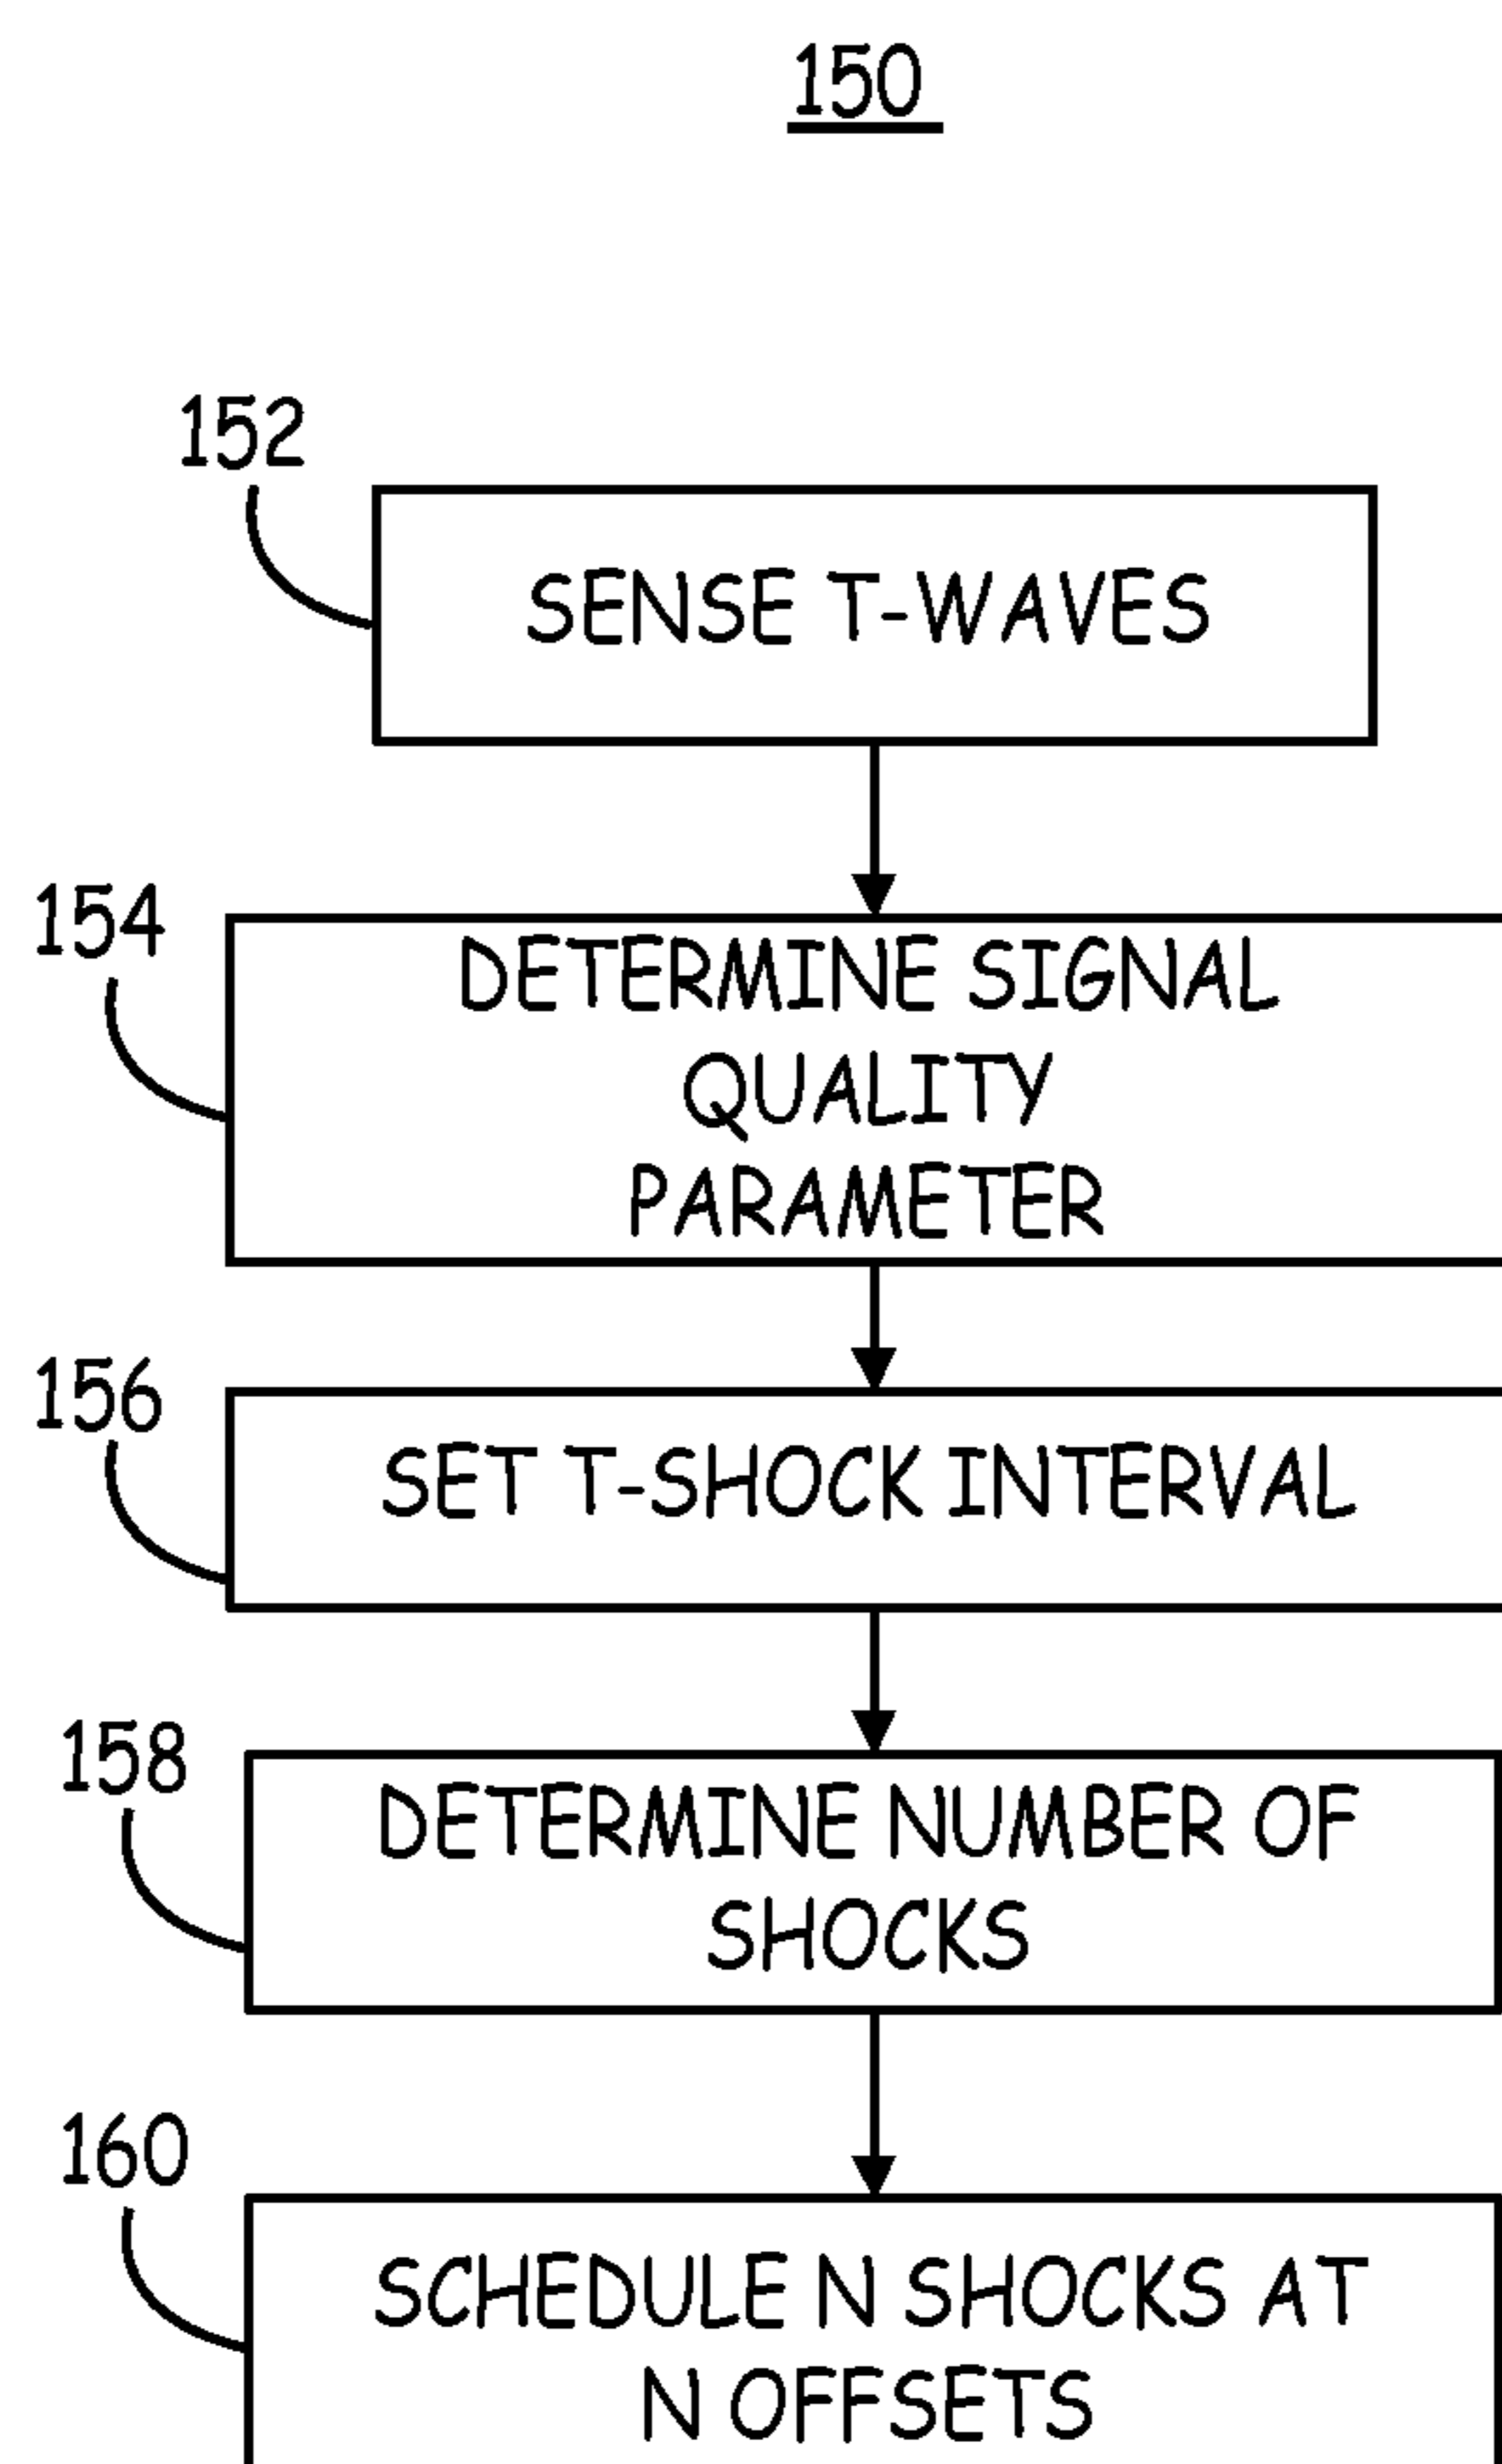 150
152
SENSE T-WAVES
154
DETERMINE SIGNAL
QUALITY
PARAMETER
156
SET T-SHOCK INTERVAL
158
DETERMINE NUMBER OF
SHOCKS
160
SCHEDULE N SHOCKS AT
N OFFSETS